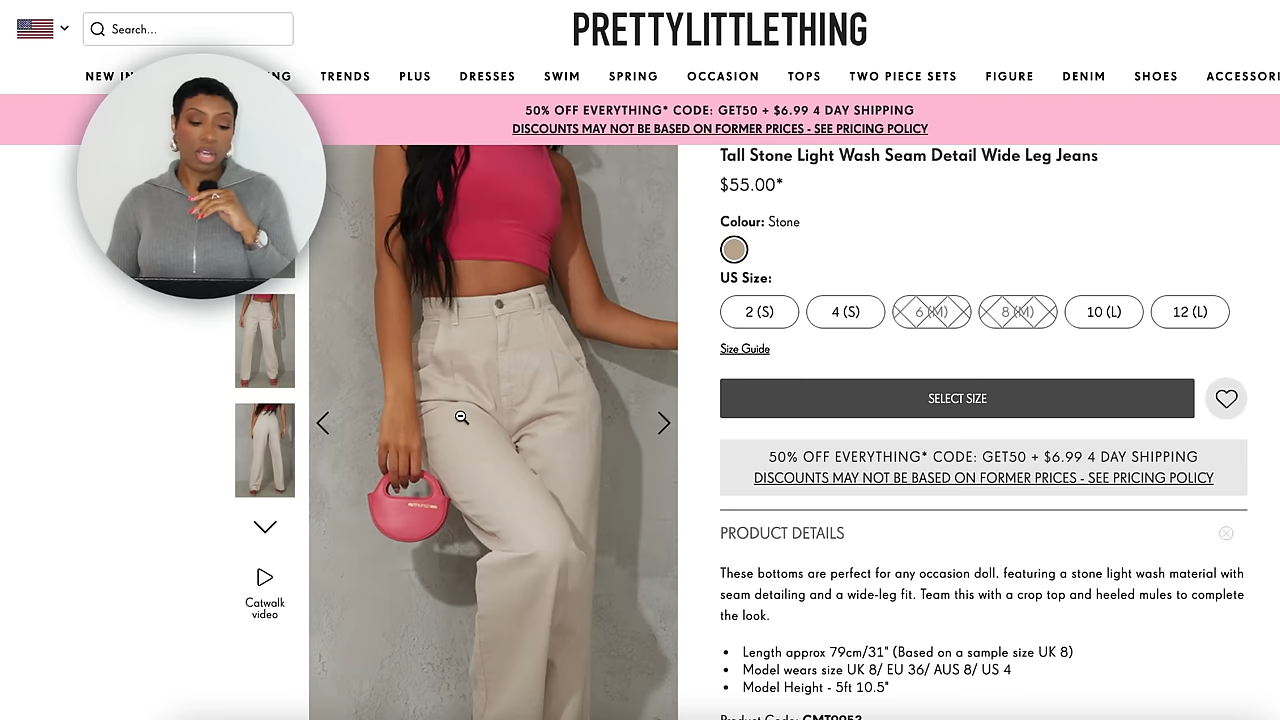 Search...
PRETTYLITTLETHING
NEW IN
NG
TRENDS
PLUS
DRESSES
SWIM
SPRING
OCCASION
TOPS
TWO PIECE SETS
FIGURE
DENIM
SHOES
ACCESSORI
50% OFF EVERYTHING* CODE: GET50 + $6.99 4 DAY SHIPPING
DISCOUNTS MAY NOT BE BASED ON FORMER PRICES - SEE PRICING POLICY
Tall Stone Light Wash Seam Detail Wide Leg Jeans
$55.00*
Colour: Stone
US Size:
2 (S)
4 (S)
6 (M)
8 (M)
10 (L)
12 (L)
Size Guide
SELECT SIZE
50% OFF EVERYTHING* CODE: GET50 + $6.99 4 DAY SHIPPING
DISCOUNTS MAY NOT BE BASED ON FORMER PRICES - SEE PRICING POLICY
PRODUCT DETAILS
These bottoms are perfect for any occasion doll. featuring a stone light wash material with
seam detailing and a wide-leg fit. Team this with a crop top and heeled mules to complete
the look.
• Length approx 79cm/31" (Based on a sample size UK 8)
• Model wears size UK 8/ EU 36/ AUS 8/ US 4
• Model Height - 5ft 10.5"
Product Code: CMT9953
Catwalk
video
PRETTYLITTLETHING